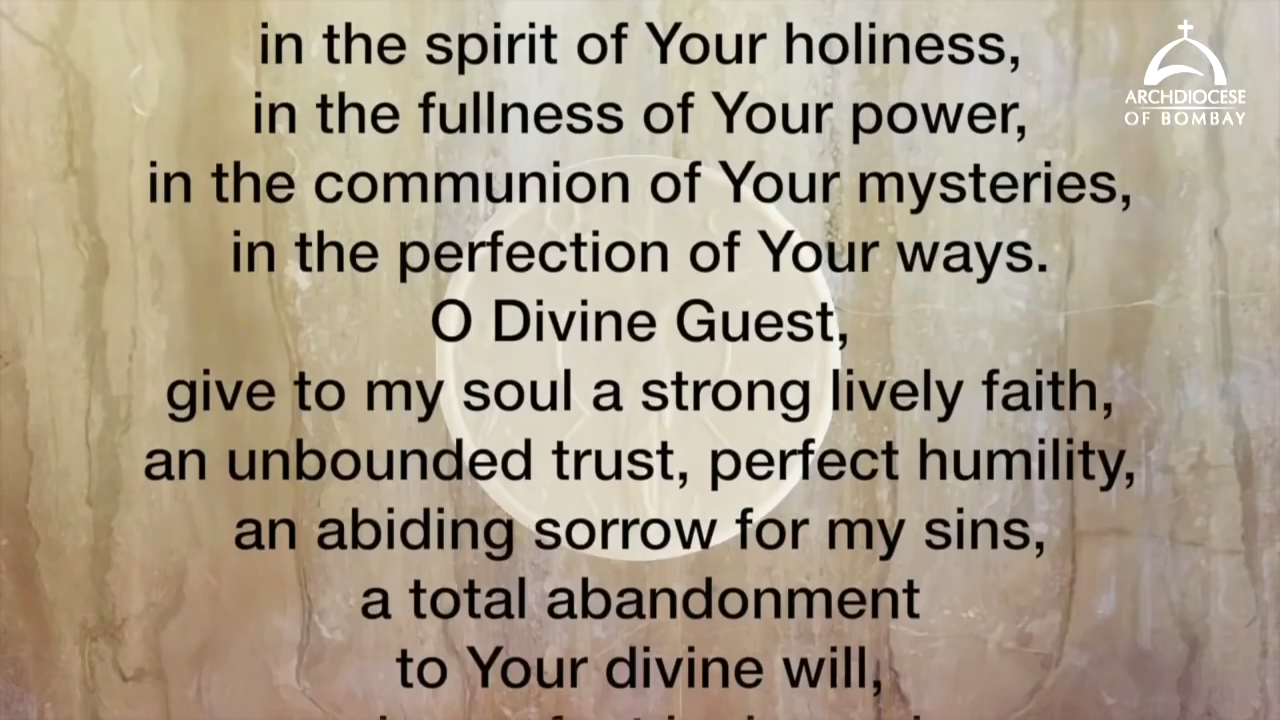 in the spirit of Your holiness,
in the fullness of Your power,
in the communion of Your mysteries,
in the perfection of Your ways.
O Divine Guest,
give to my soul a strong lively faith,
an unbounded trust, perfect humility,
an abiding sorrow for my sins,
a total abandonment
to Your divine will,
ARCHDIOCESE
OF BOMBAY